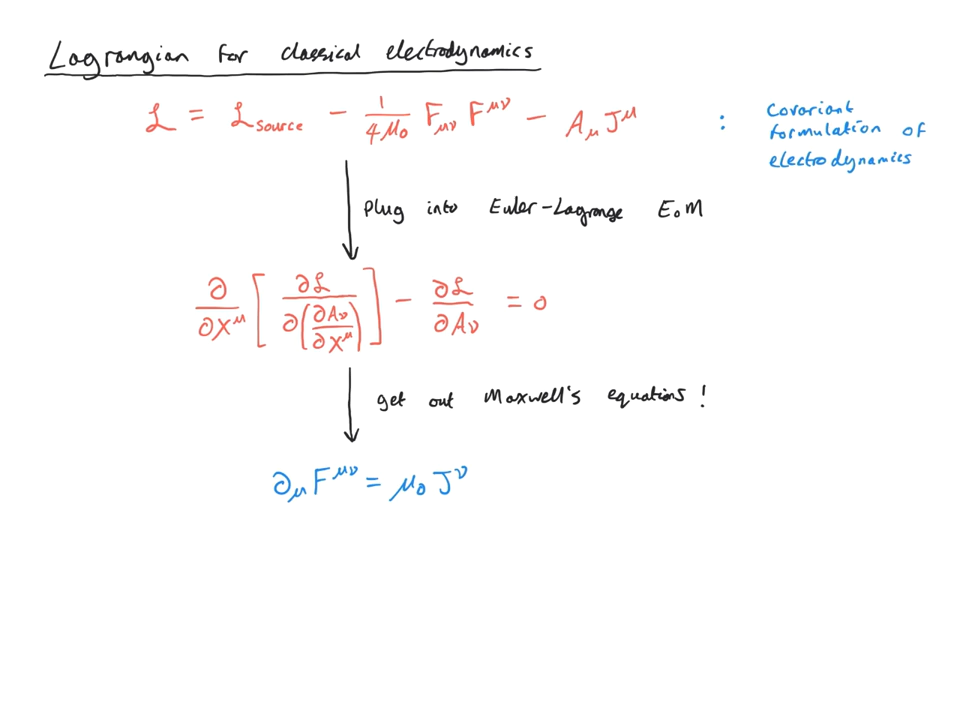 Lagrangian for classical electrodynamics
ℒ = ℒ_source − 1/(4μ₀) F_μν F^μν − A_μ J^μ : Covariant
formulation of
electrodynamics
plug into Euler-Lagrange EoM
∂/∂X^μ [ ∂ℒ / ∂(∂A_ν/∂X^μ) ] − ∂ℒ/∂A_ν = 0
get out Maxwell's equations!
∂_μ F^μν = μ₀ J^ν